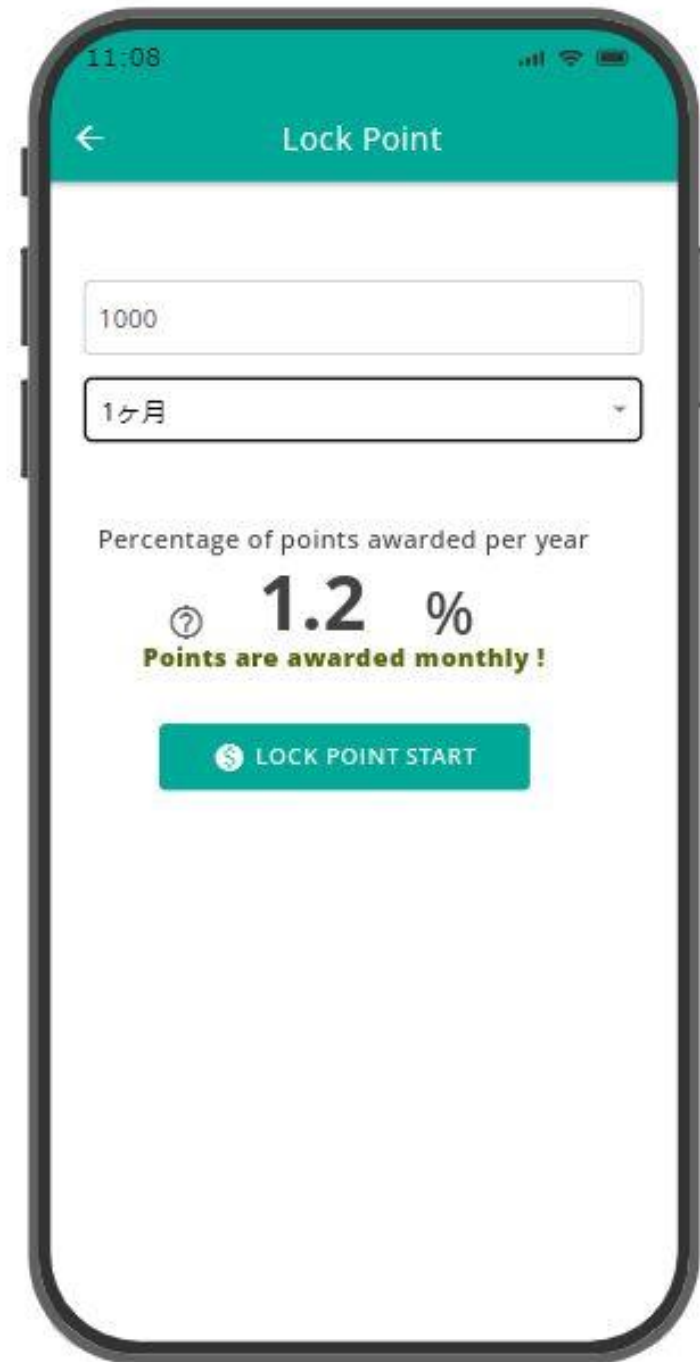 11:08
Lock Point
1000
1ヶ月
Percentage of points awarded per year
1.2 %
Points are awarded monthly !
LOCK POINT START